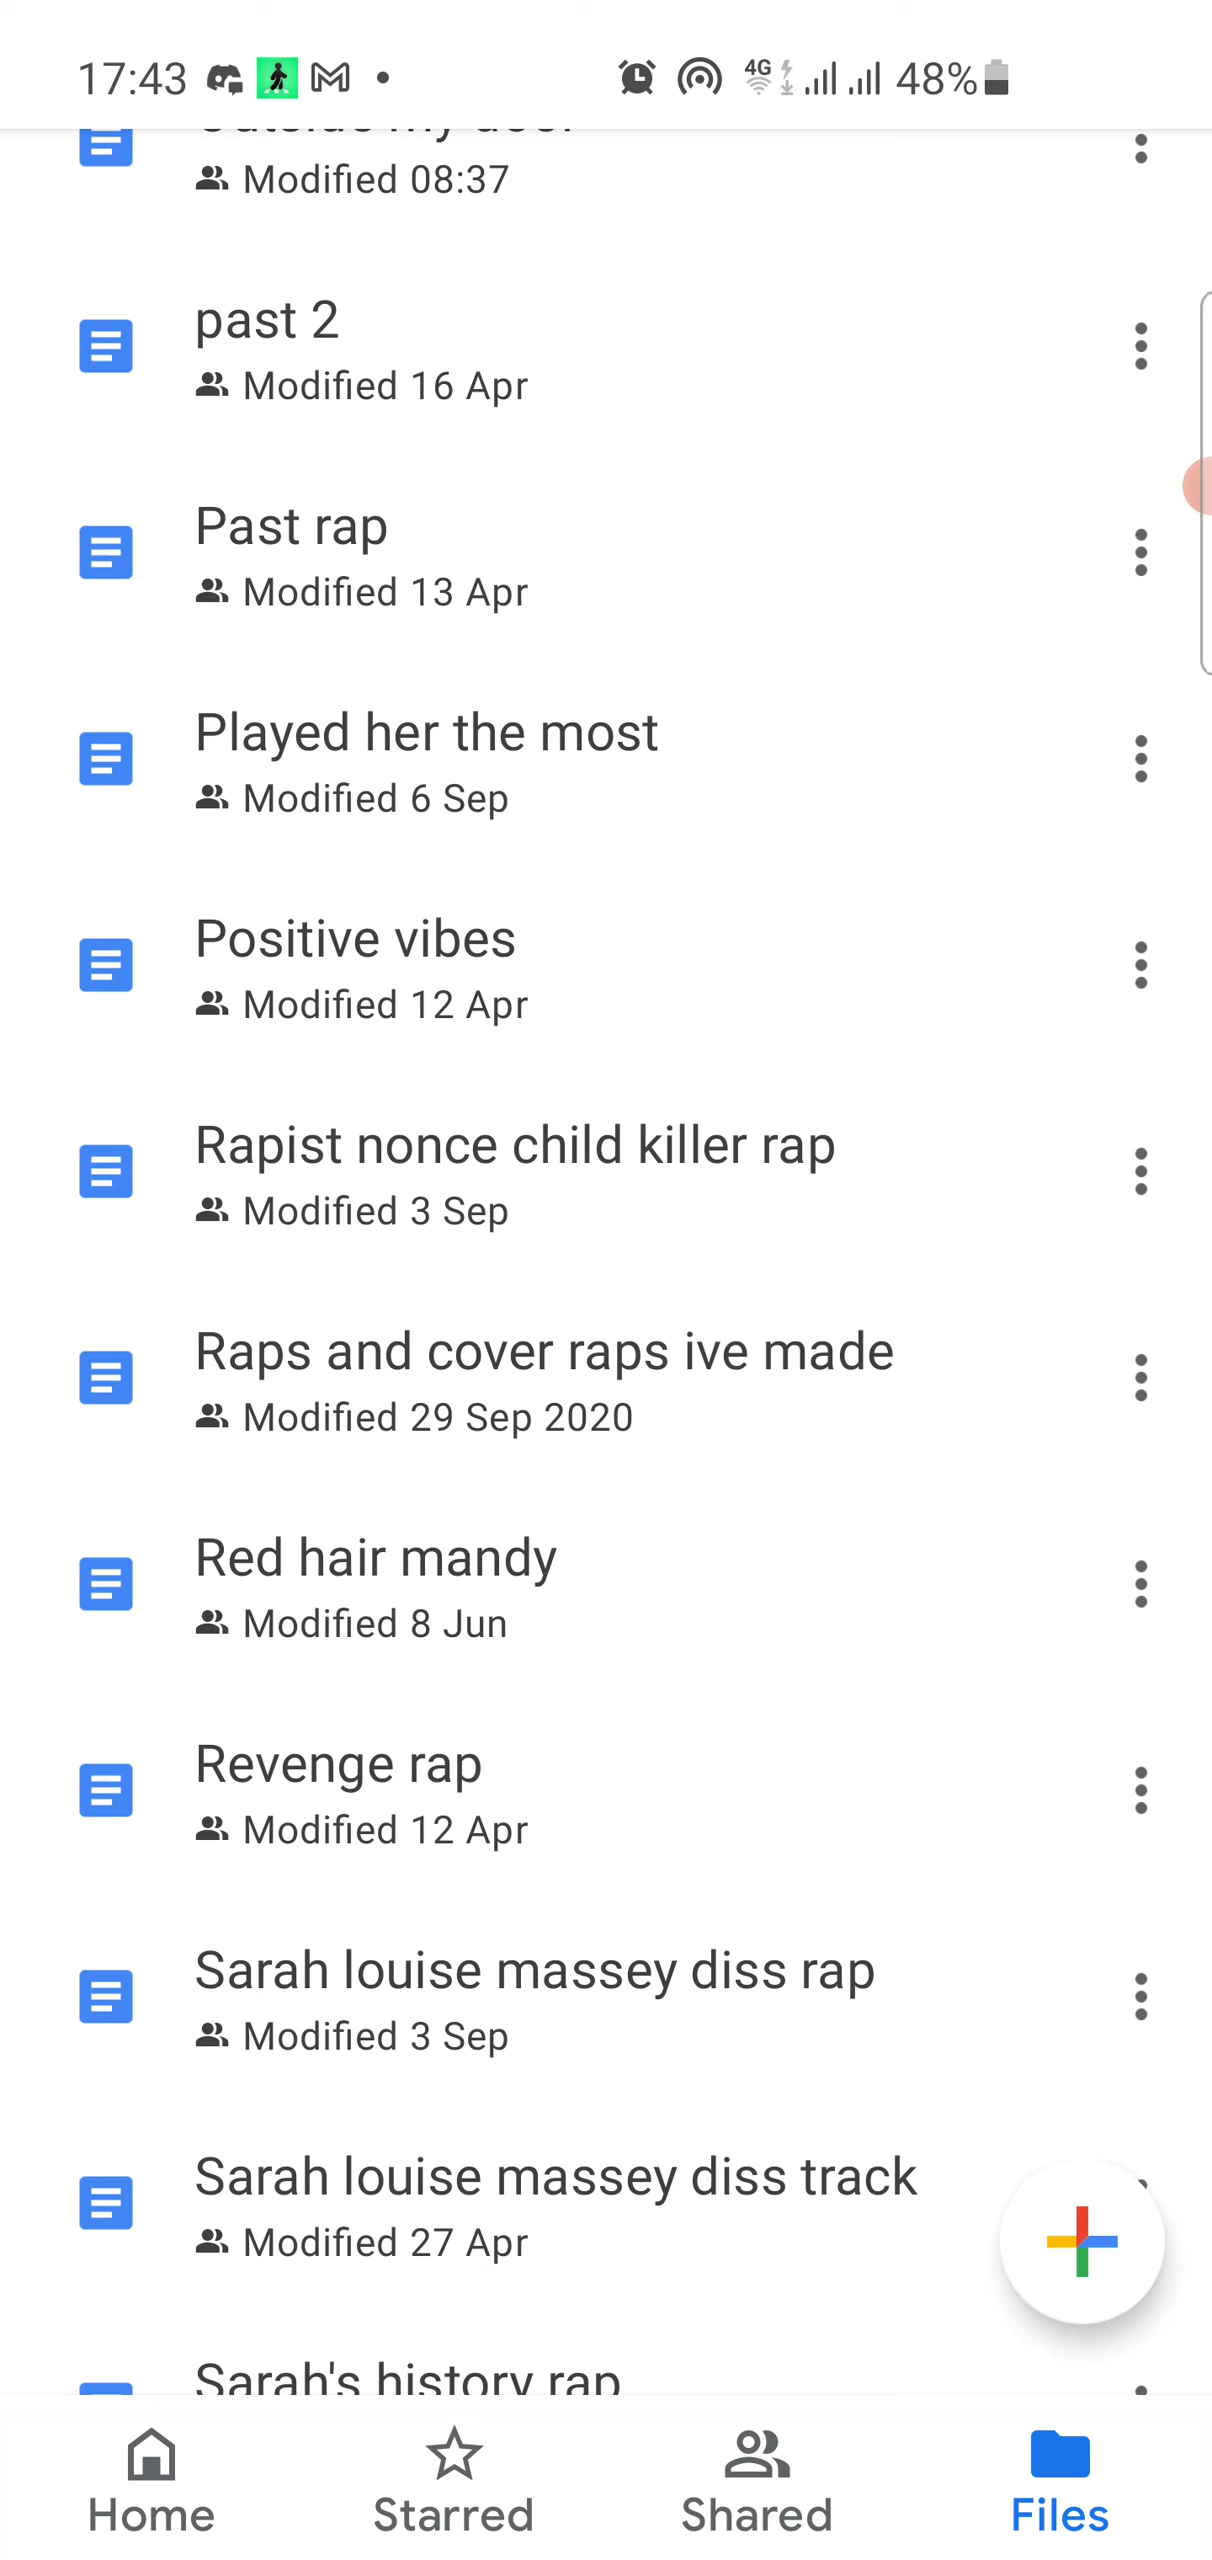 17:43
4G
48%
Outside my door
Modified 08:37
past 2
Modified 16 Apr
Past rap
Modified 13 Apr
Played her the most
Modified 6 Sep
Positive vibes
Modified 12 Apr
Rapist nonce child killer rap
Modified 3 Sep
Raps and cover raps ive made
Modified 29 Sep 2020
Red hair mandy
Modified 8 Jun
Revenge rap
Modified 12 Apr
Sarah louise massey diss rap
Modified 3 Sep
Sarah louise massey diss track
Modified 27 Apr
Sarah's history rap
Home
Starred
Shared
Files